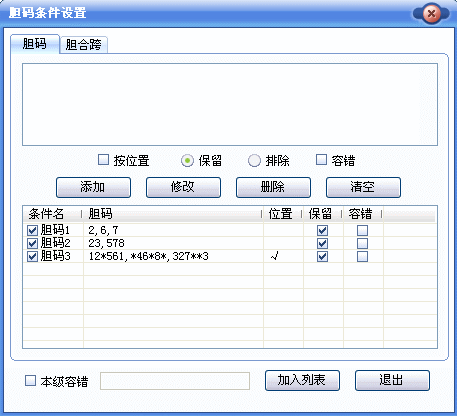 胆码条件设置
胆码 胆合跨
按位置 保留 排除 容错
添加 修改 删除 清空
条件名 胆码 位置 保留 容错
胆码1 2,6,7
胆码2 23,578
胆码3 12*561,*46*8*,327**3 √
本级容错 加入列表 退出